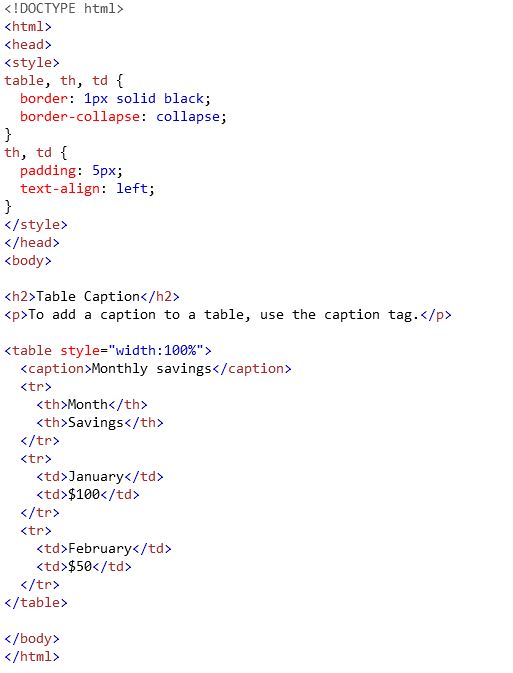 <!DOCTYPE html>
<html>
<head>
<style>
table, th, td {
  border: 1px solid black;
  border-collapse: collapse;
}
th, td {
  padding: 5px;
  text-align: left;
}
</style>
</head>
<body>

<h2>Table Caption</h2>
<p>To add a caption to a table, use the caption tag.</p>

<table style="width:100%">
  <caption>Monthly savings</caption>
  <tr>
    <th>Month</th>
    <th>Savings</th>
  </tr>
  <tr>
    <td>January</td>
    <td>$100</td>
  </tr>
  <tr>
    <td>February</td>
    <td>$50</td>
  </tr>
</table>

</body>
</html>